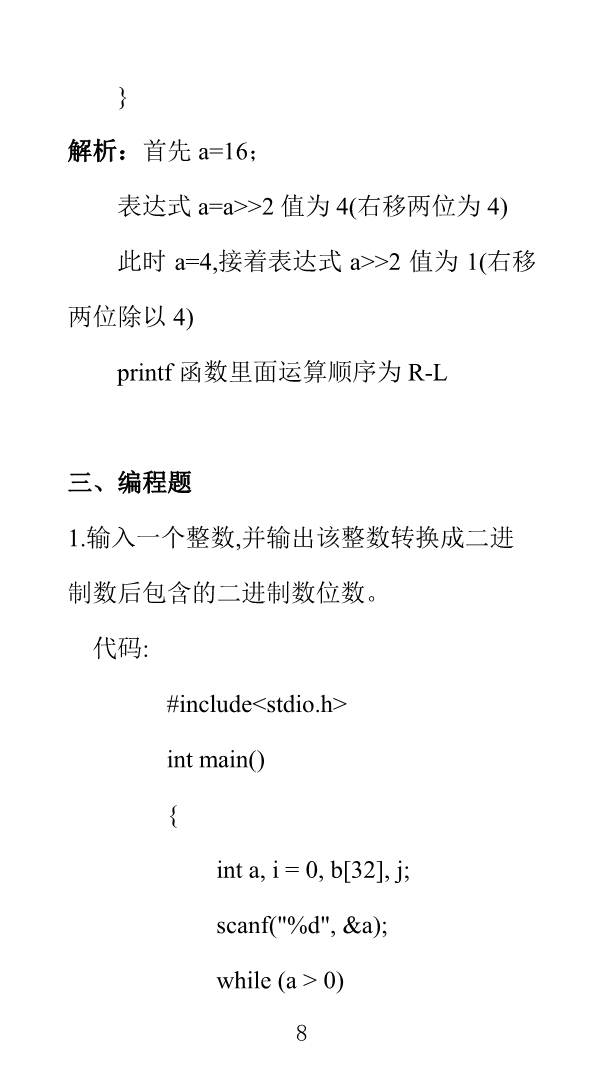 }
解析：首先 a=16；
表达式 a=a>>2 值为 4(右移两位为 4)
此时 a=4,接着表达式 a>>2 值为 1(右移
两位除以 4)
printf 函数里面运算顺序为 R-L
三、编程题
1.输入一个整数,并输出该整数转换成二进
制数后包含的二进制数位数。
代码:
#include<stdio.h>
int main()
{
int a, i = 0, b[32], j;
scanf("%d", &a);
while (a > 0)
8